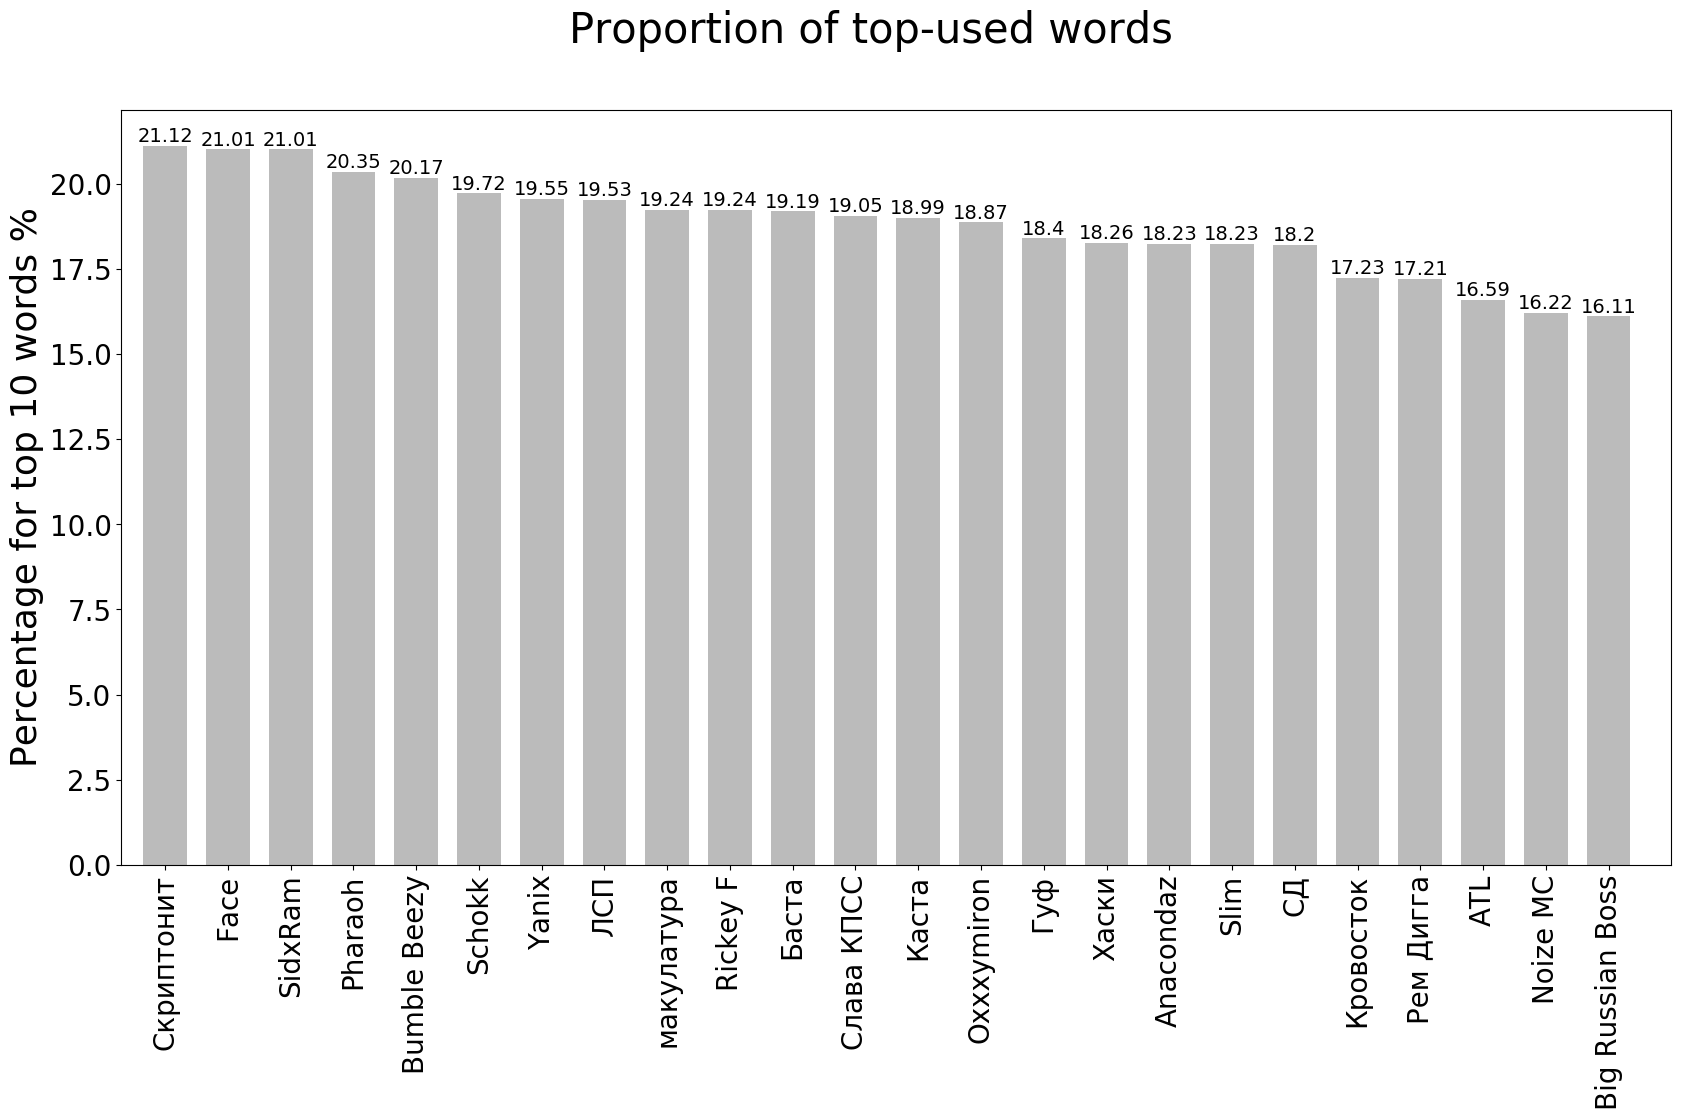 Proportion of top-used words
Percentage for top 10 words %
20.0
17.5
15.0
12.5
10.0
7.5
5.0
2.5
0.0
21.12
21.01
21.01
20.35
20.17
19.72
19.55
19.53
19.24
19.24
19.19
19.05
18.99
18.87
18.4
18.26
18.23
18.23
18.2
17.23
17.21
16.59
16.22
16.11
Скриптонит
Face
SidxRam
Pharaoh
Bumble Beezy
Schokk
Yanix
ЛСП
макулатура
Rickey F
Баста
Слава КПСС
Каста
Oxxxymiron
Гуф
Хаски
Anacondaz
Slim
СД
Кровосток
Рем Дигга
ATL
Noize MC
Big Russian Boss